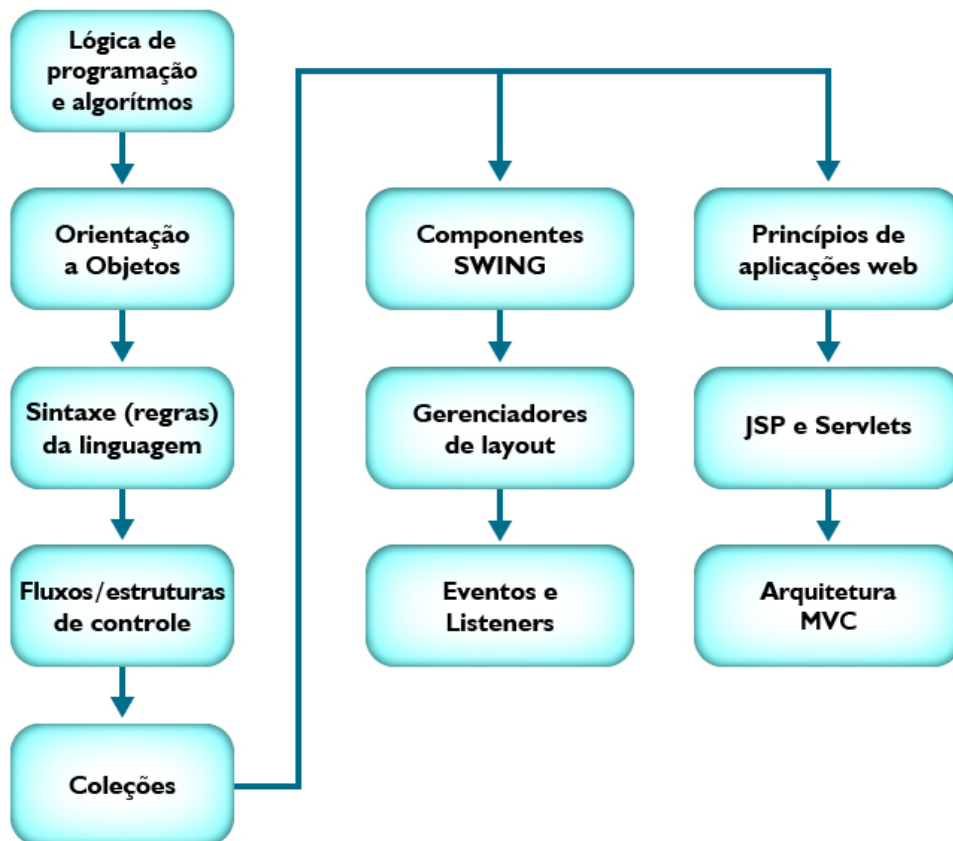 Lógica de
programação
e algorítmos
Orientação
a Objetos
Sintaxe (regras)
da linguagem
Fluxos/estruturas
de controle
Coleções
Componentes
SWING
Gerenciadores
de layout
Eventos e
Listeners
Princípios de
aplicações web
JSP e Servlets
Arquitetura
MVC